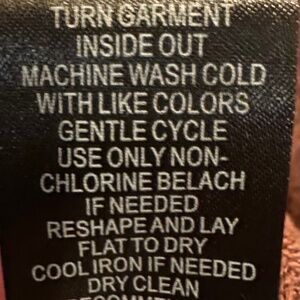 TURN GARMENT
INSIDE OUT
MACHINE WASH COLD
WITH LIKE COLORS
GENTLE CYCLE
USE ONLY NON-
CHLORINE BELACH
IF NEEDED
RESHAPE AND LAY
FLAT TO DRY
COOL IRON IF NEEDED
DRY CLEAN